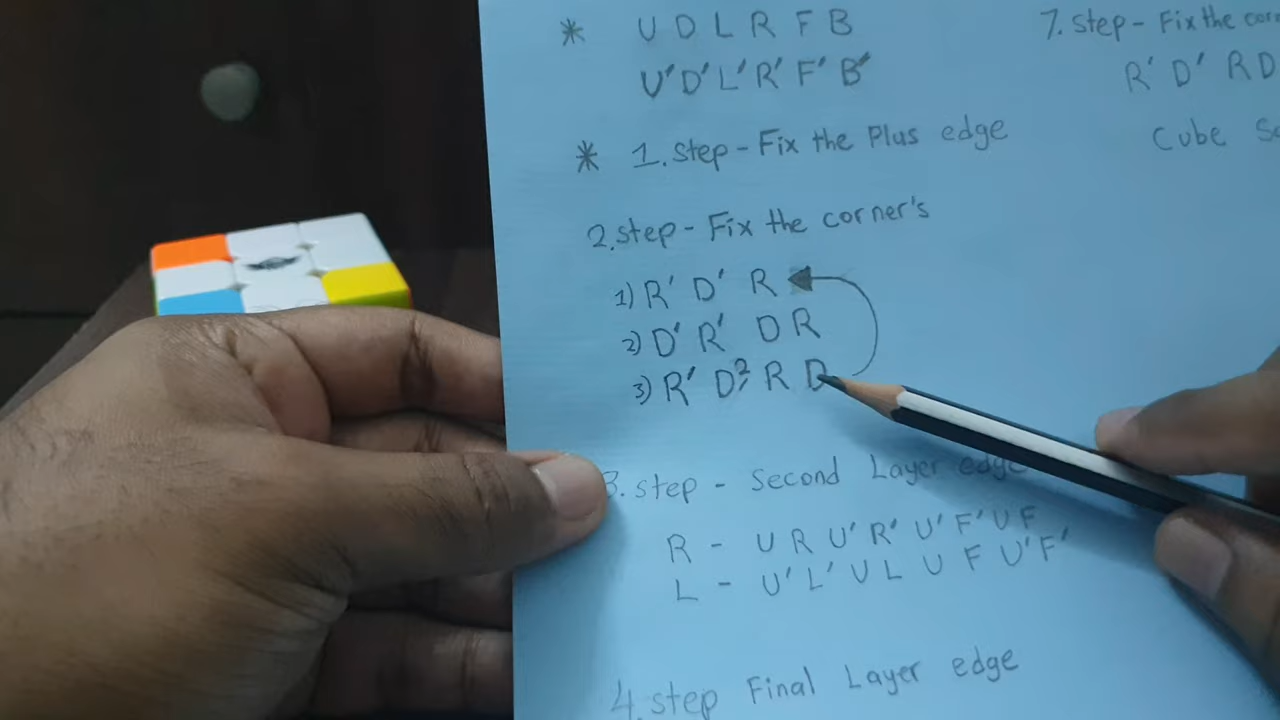 * U D L R F B
U' D' L' R' F' B'
* 1. Step - Fix the Plus edge
2. step - Fix the corner's
1) R' D' R
2) D' R' D R
3) R' D2, R D
3. step - Second Layer edge
R - U R U' R' U' F' U F
L - U' L' U L U F U' F'
4. step Final Layer edge
7. Step - Fix the
R' D' R D
Cube